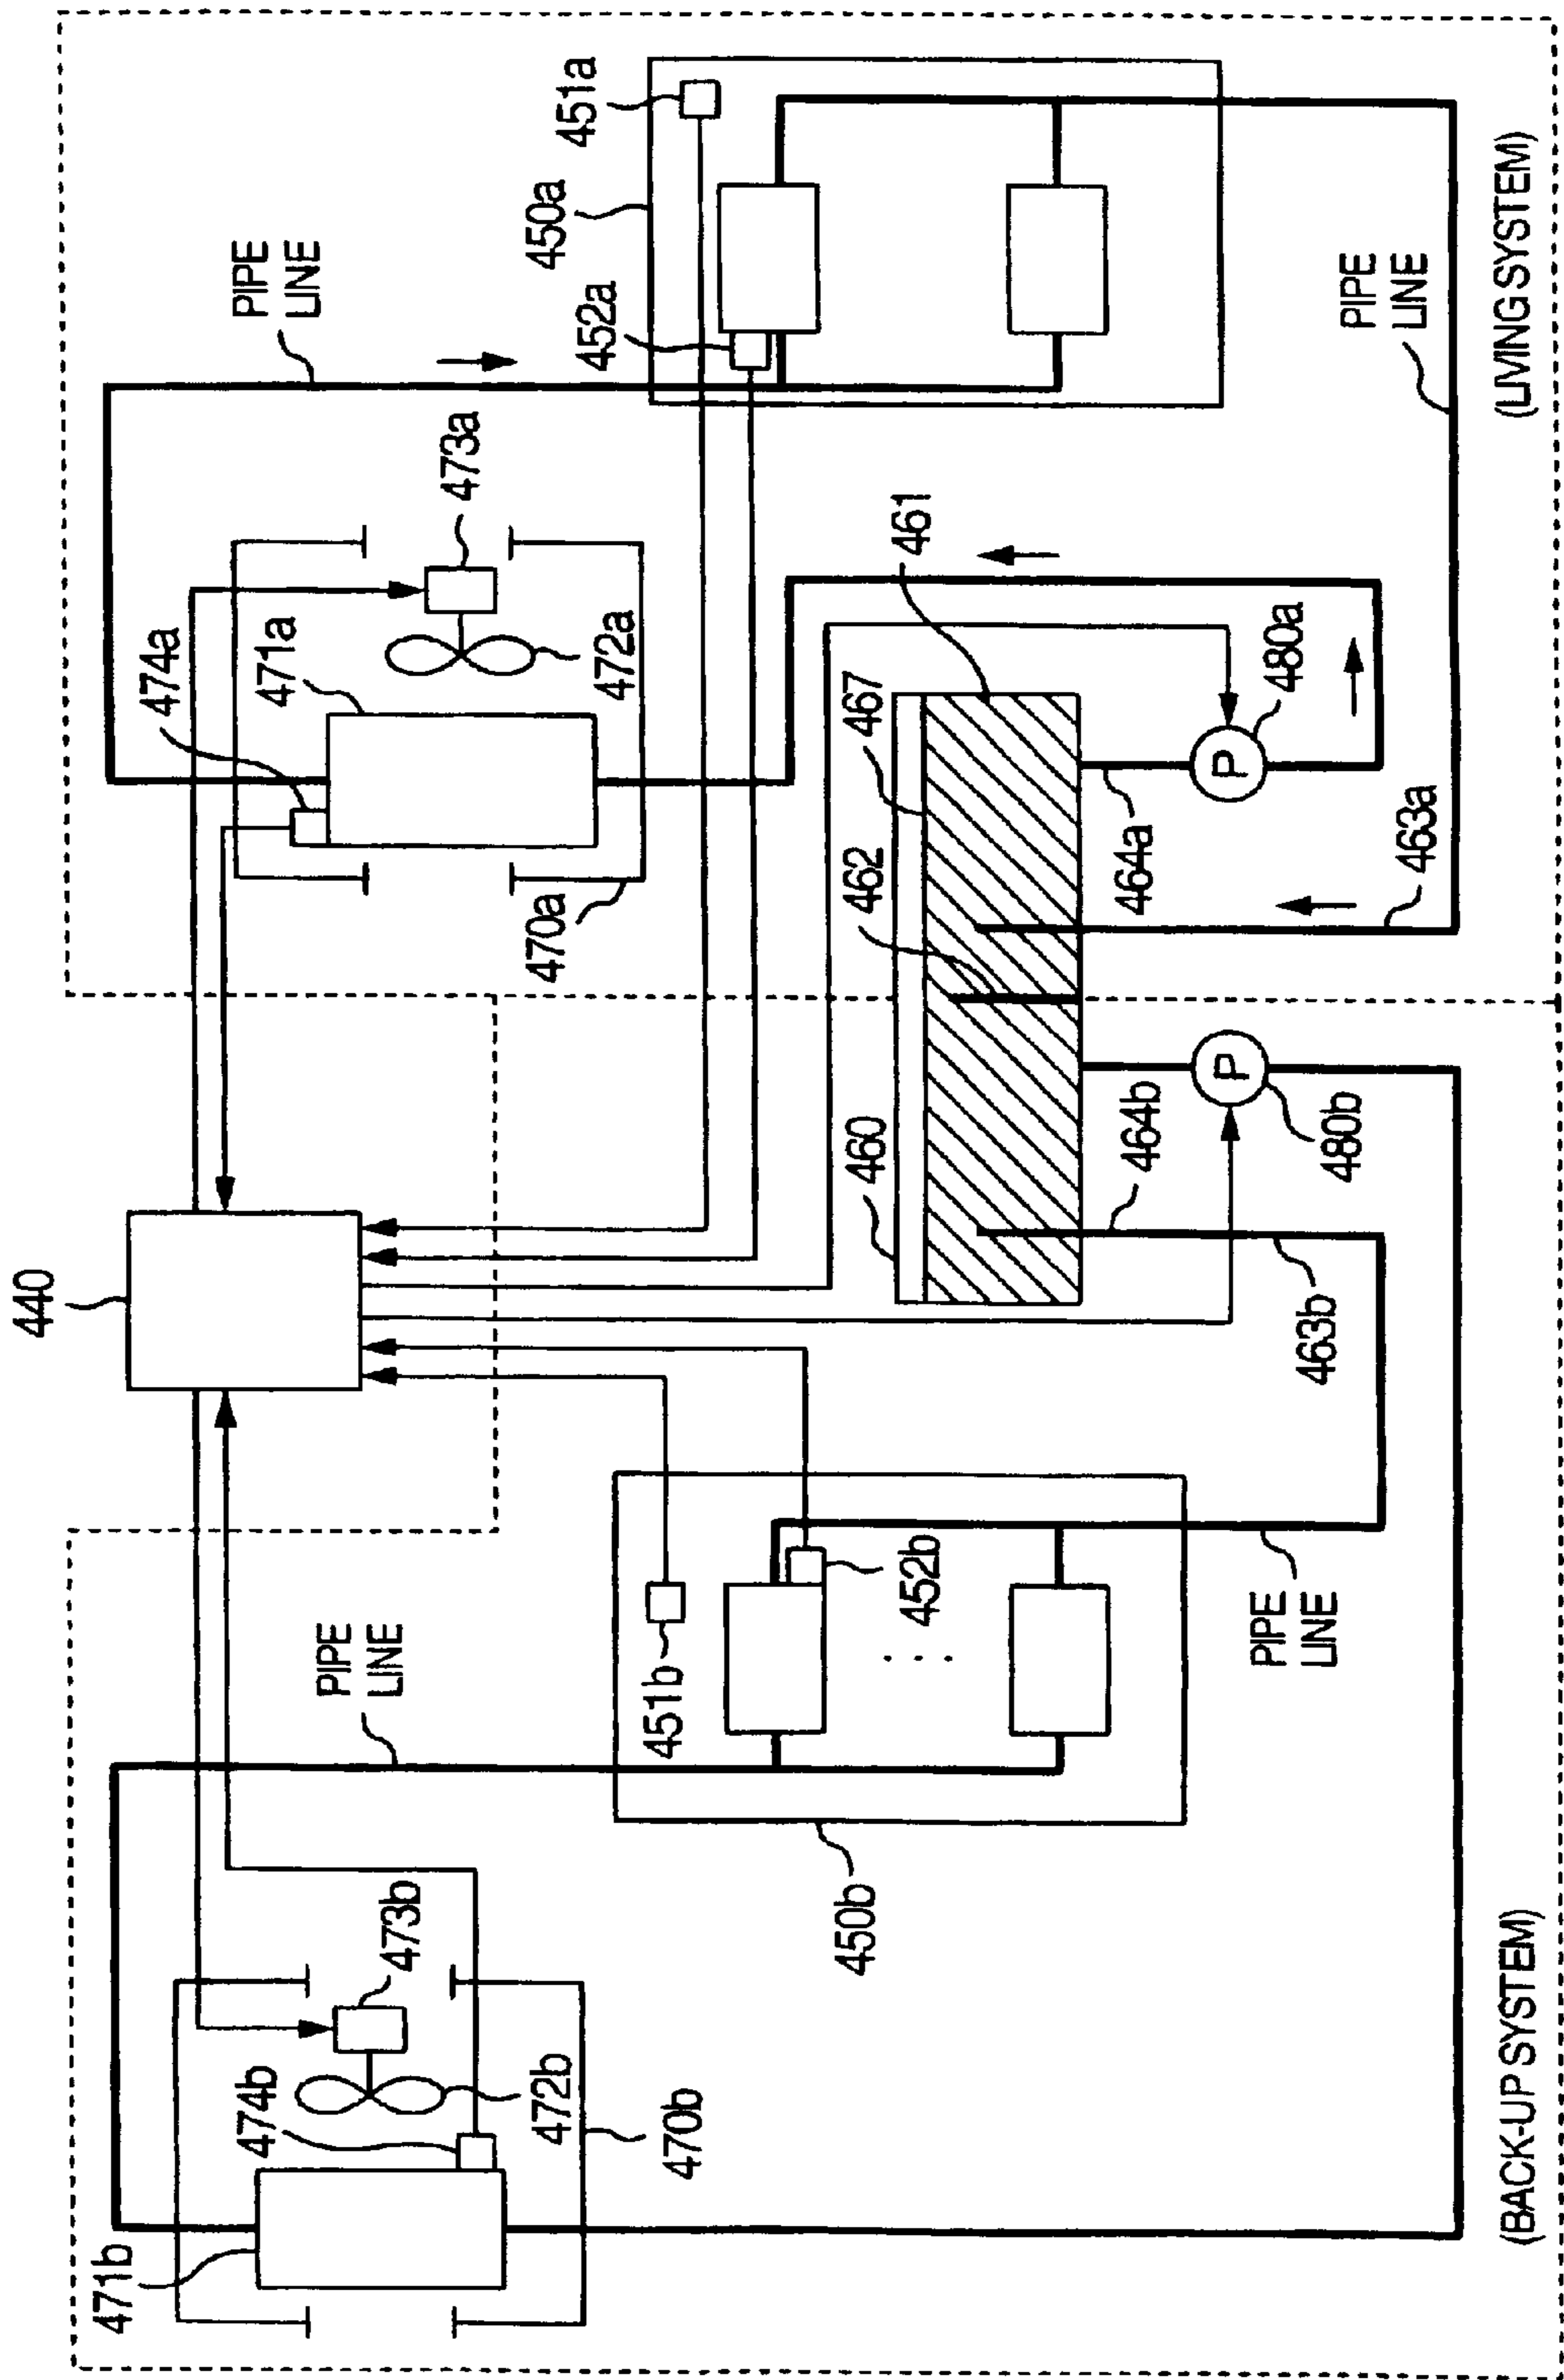 440
471b
474b
473b
472b
470b
PIPE
LINE
451b
452b
450b
PIPE
LINE
(BACK-UP SYSTEM)
474a
471a
473a
472a
470a
PIPE
LINE
450a
451a
452a
460
462
467
461
464b
463b
P
480b
464a
P
480a
463a
PIPE
LINE
(LIVING SYSTEM)